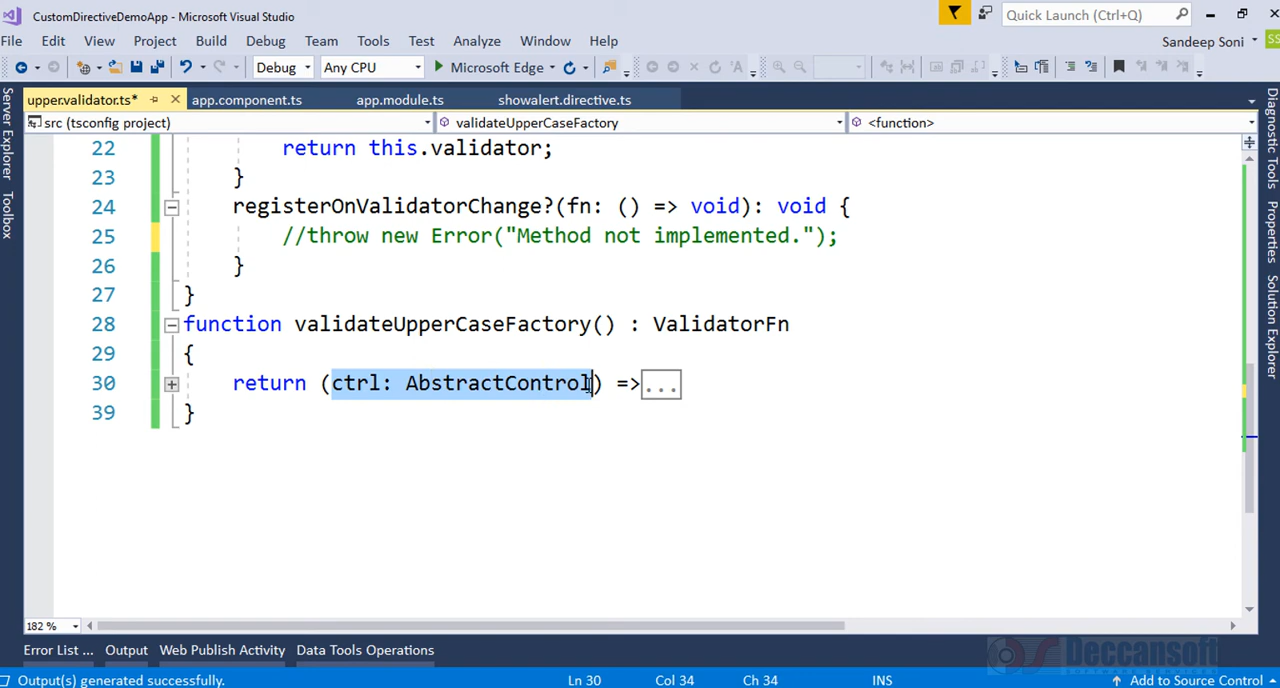 CustomDirectiveDemoApp - Microsoft Visual Studio
Quick Launch (Ctrl+Q)
File Edit View Project Build Debug Team Tools Test Analyze Window Help
Sandeep Soni
SS
Debug Any CPU Microsoft Edge
upper.validator.ts* app.component.ts app.module.ts showalert.directive.ts
src (tsconfig project) validateUpperCaseFactory <function>
22 return this.validator;
23 }
24 registerOnValidatorChange?(fn: () => void): void {
25 //throw new Error("Method not implemented.");
26 }
27 }
28 function validateUpperCaseFactory() : ValidatorFn
29 {
30 return (ctrl: AbstractControl) =>...
39 }
182 %
Server Explorer
Toolbox
Diagnostic Tools
Properties
Solution Explorer
Error List ... Output Web Publish Activity Data Tools Operations
Deccansoft
Output(s) generated successfully. Ln 30 Col 34 Ch 34 INS Add to Source Control